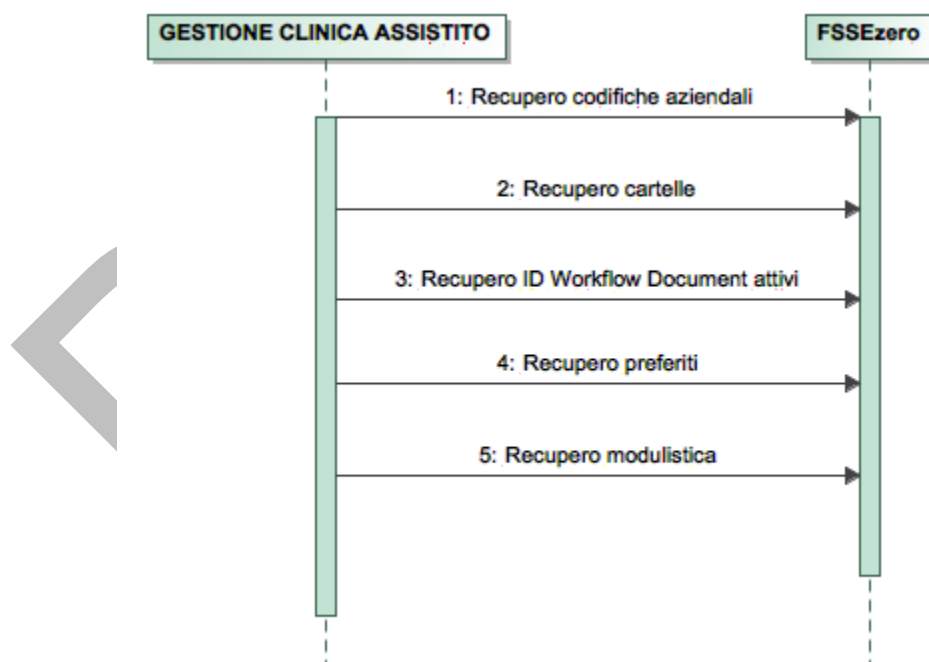 GESTIONE CLINICA ASSISTITO
FSSEzero
1: Recupero codifiche aziendali
2: Recupero cartelle
3: Recupero ID Workflow Document attivi
4: Recupero preferiti
5: Recupero modulistica